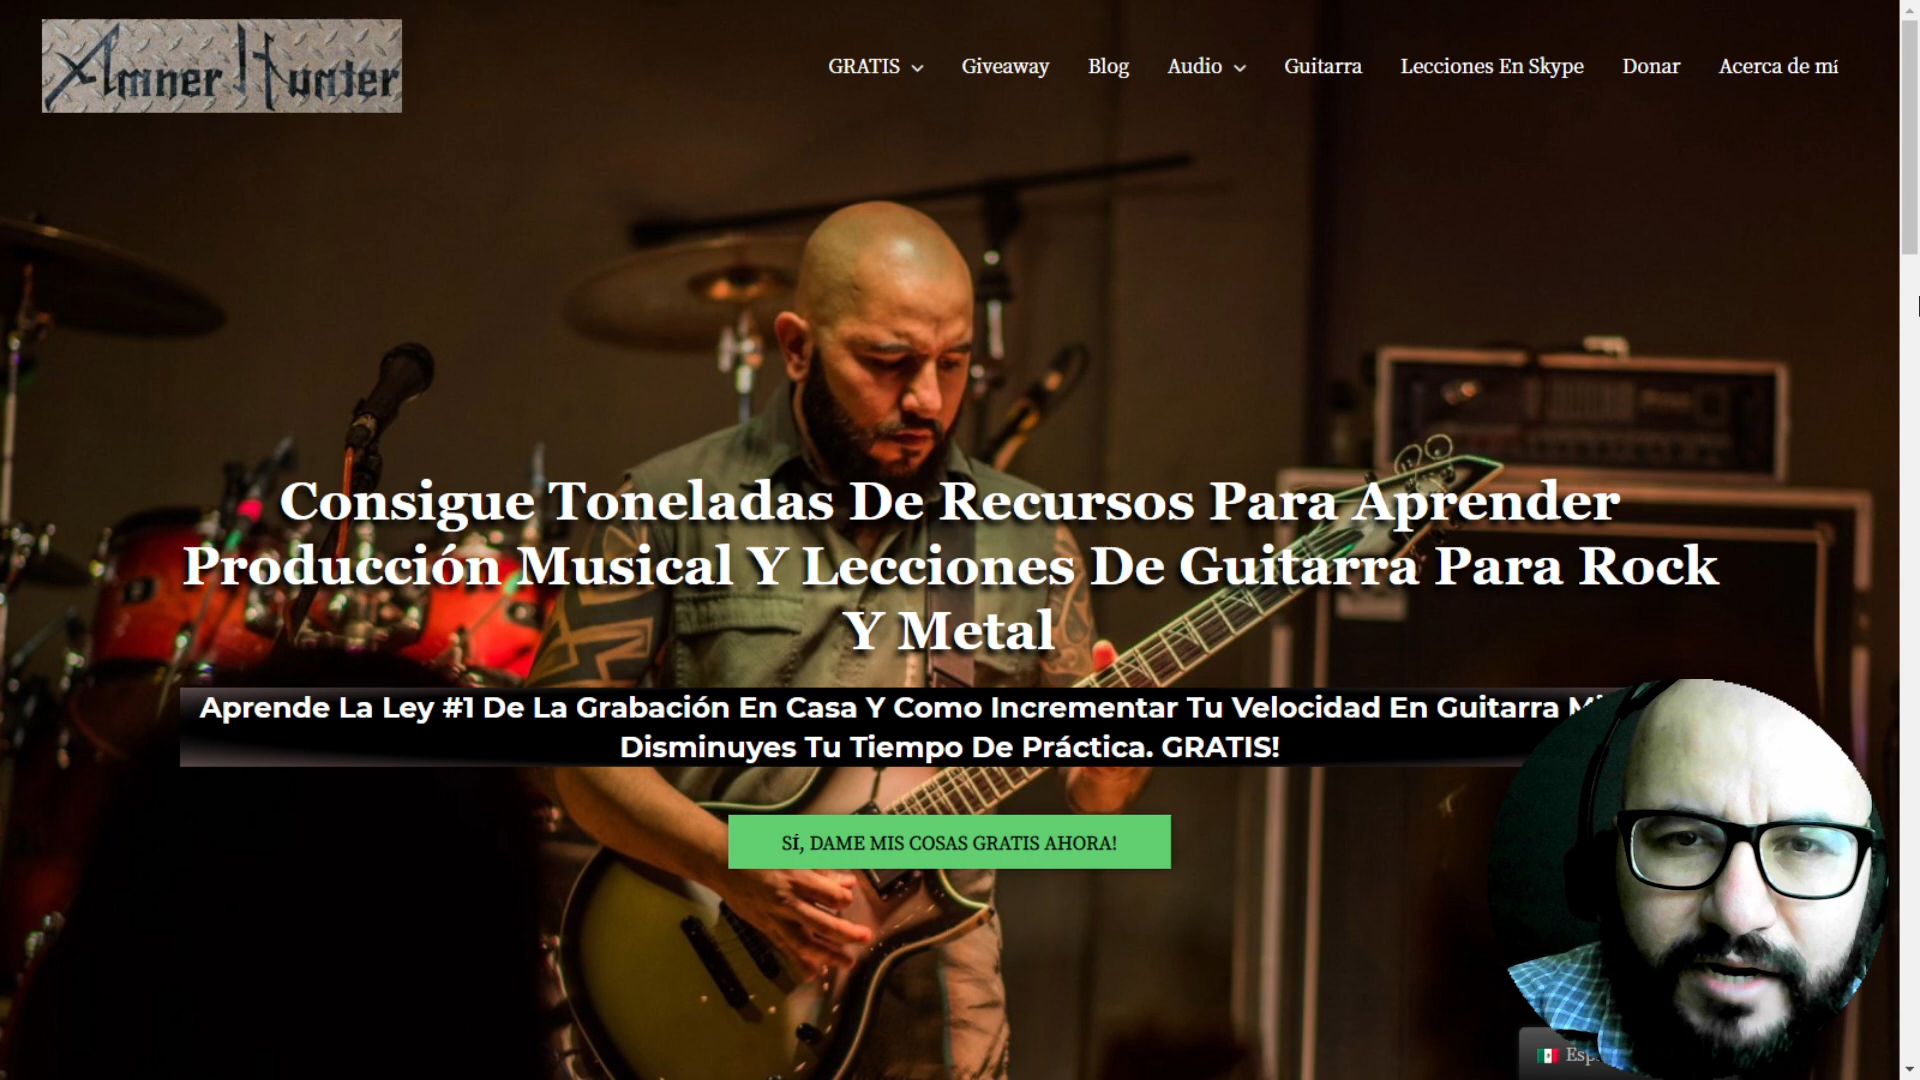 Amner Hunter
GRATIS
Giveaway
Blog
Audio
Guitarra
Lecciones En Skype
Donar
Acerca de mí
Consigue Toneladas De Recursos Para Aprender
Producción Musical Y Lecciones De Guitarra Para Rock
Y Metal
Aprende La Ley #1 De La Grabación En Casa Y Como Incrementar Tu Velocidad En Guitarra
Disminuyes Tu Tiempo De Práctica. GRATIS!
SÍ, DAME MIS COSAS GRATIS AHORA!